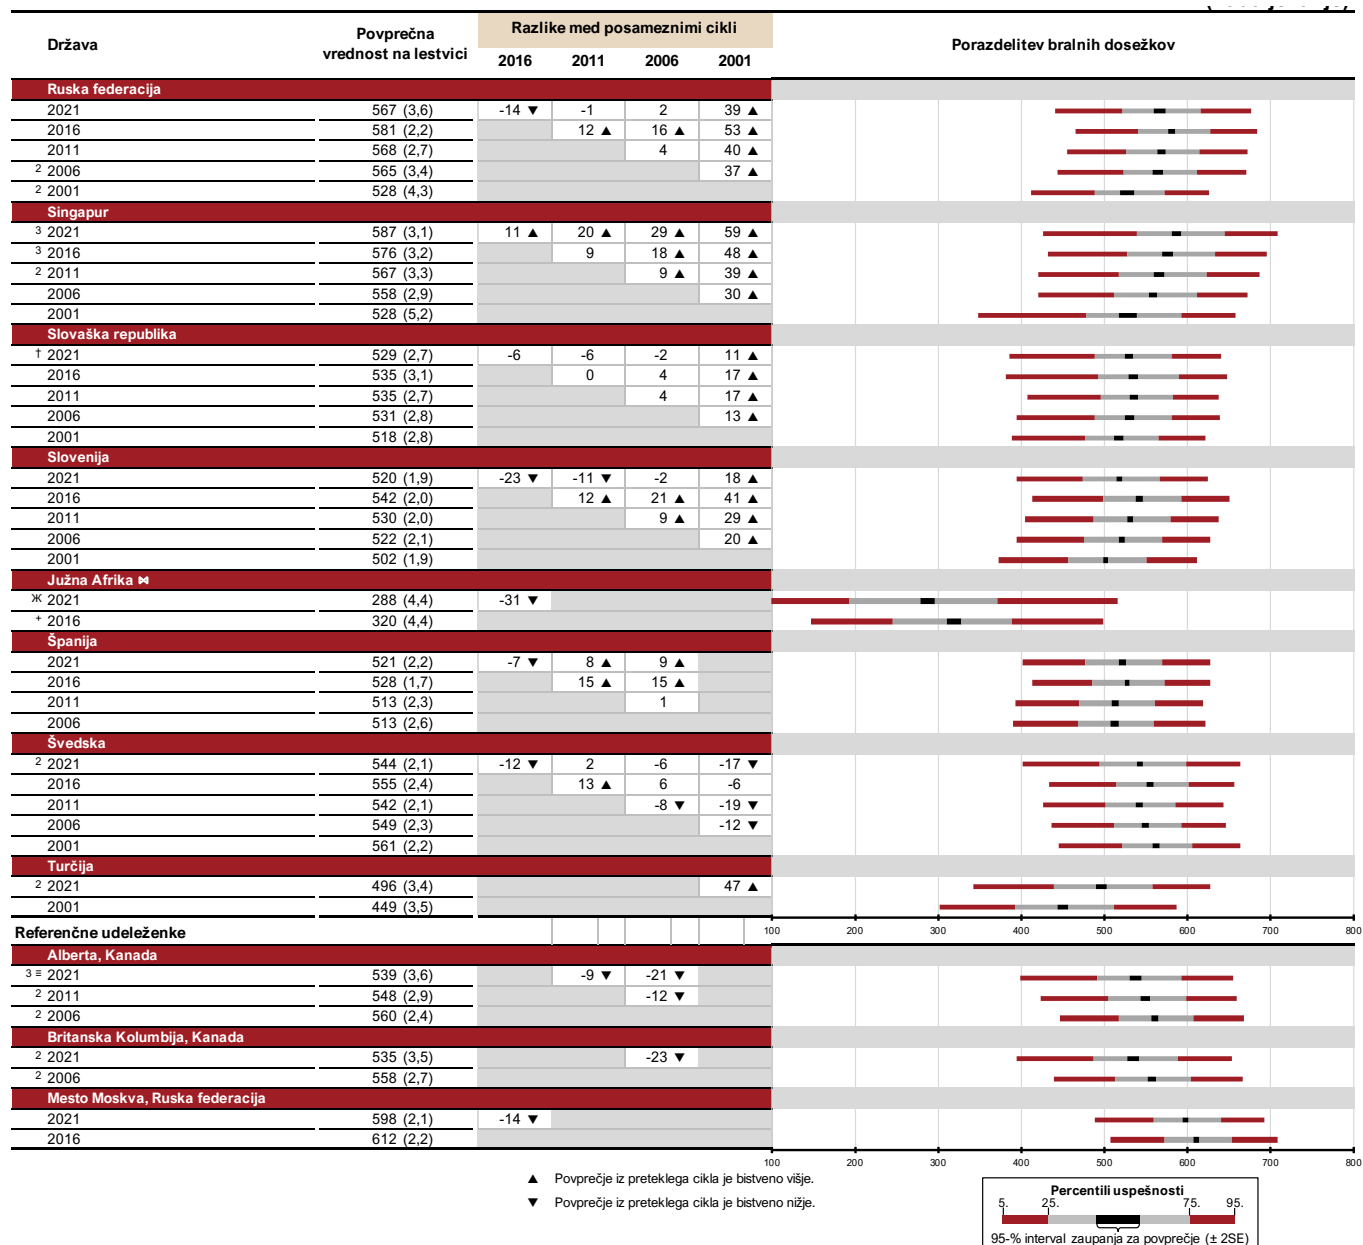 Država Povprečna vrednost na lestvici Razlike med posameznimi cikli Porazdelitev bralnih dosežkov
2016 2011 2006 2001
Ruska federacija
2021 567 (3,6) -14 ▼ -1 2 39 ▲
2016 581 (2,2) 12 ▲ 16 ▲ 53 ▲
2011 568 (2,7) 4 40 ▲
2 2006 565 (3,4) 37 ▲
2 2001 528 (4,3)
Singapur
3 2021 587 (3,1) 11 ▲ 20 ▲ 29 ▲ 59 ▲
3 2016 576 (3,2) 9 18 ▲ 48 ▲
2 2011 567 (3,3) 9 ▲ 39 ▲
2006 558 (2,9) 30 ▲
2001 528 (5,2)
Slovaška republika
† 2021 529 (2,7) -6 -6 -2 11 ▲
2016 535 (3,1) 0 4 17 ▲
2011 535 (2,7) 4 17 ▲
2006 531 (2,8) 13 ▲
2001 518 (2,8)
Slovenija
2021 520 (1,9) -23 ▼ -11 ▼ -2 18 ▲
2016 542 (2,0) 12 ▲ 21 ▲ 41 ▲
2011 530 (2,0) 9 ▲ 29 ▲
2006 522 (2,1) 20 ▲
2001 502 (1,9)
Južna Afrika ⋈
Ж 2021 288 (4,4) -31 ▼
+ 2016 320 (4,4)
Španija
2021 521 (2,2) -7 ▼ 8 ▲ 9 ▲
2016 528 (1,7) 15 ▲ 15 ▲
2011 513 (2,3) 1
2006 513 (2,6)
Švedska
2 2021 544 (2,1) -12 ▼ 2 -6 -17 ▼
2016 555 (2,4) 13 ▲ 6 -6
2011 542 (2,1) -8 ▼ -19 ▼
2006 549 (2,3) -12 ▼
2001 561 (2,2)
Turčija
2 2021 496 (3,4) 47 ▲
2001 449 (3,5)
100 200 300 400 500 600 700 800
Referenčne udeleženke
Alberta, Kanada
3 ≡ 2021 539 (3,6) -9 ▼ -21 ▼
2 2011 548 (2,9) -12 ▼
2 2006 560 (2,4)
Britanska Kolumbija, Kanada
2 2021 535 (3,5) -23 ▼
2 2006 558 (2,7)
Mesto Moskva, Ruska federacija
2021 598 (2,1) -14 ▼
2016 612 (2,2)
100 200 300 400 500 600 700 800
▲ Povprečje iz preteklega cikla je bistveno višje.
▼ Povprečje iz preteklega cikla je bistveno nižje.
Percentili uspešnosti
5. 25. 75. 95.
95-% interval zaupanja za povprečje (± 2SE)